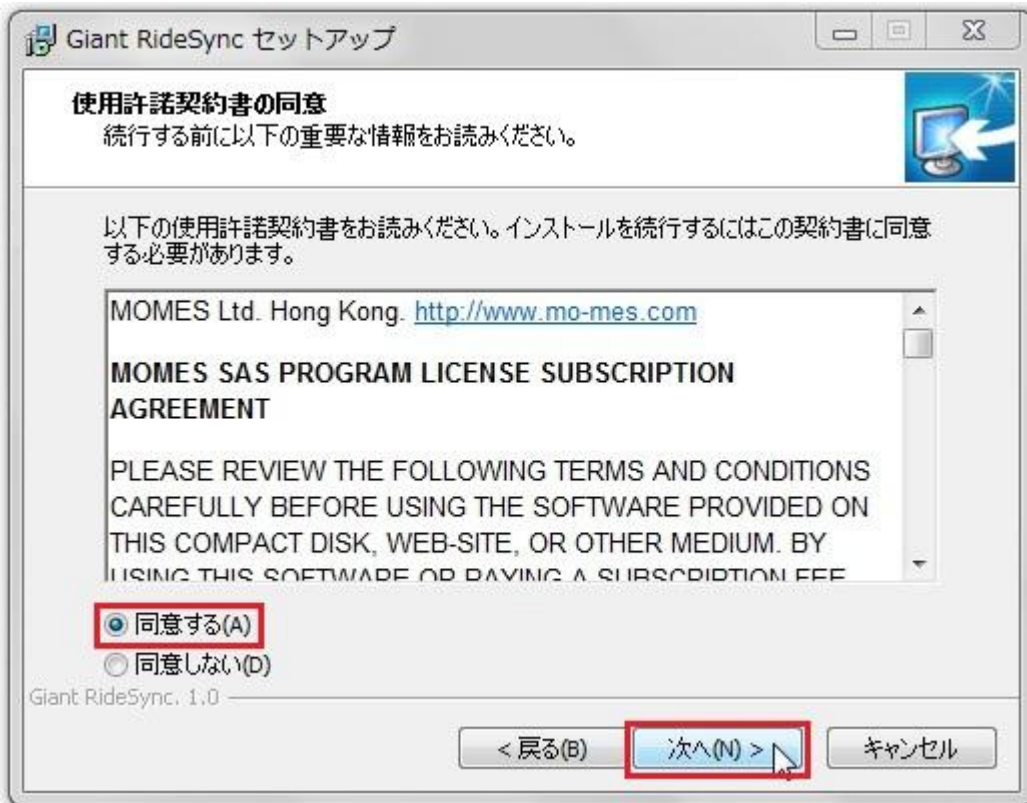 Giant RideSync セットアップ
使用許諾契約書の同意
続行する前に以下の重要な情報をお読みください。
以下の使用許諾契約書をお読みください。インストールを続行するにはこの契約書に同意
する必要があります。
MOMES Ltd. Hong Kong. http://www.mo-mes.com
MOMES SAS PROGRAM LICENSE SUBSCRIPTION
AGREEMENT
PLEASE REVIEW THE FOLLOWING TERMS AND CONDITIONS
CAREFULLY BEFORE USING THE SOFTWARE PROVIDED ON
THIS COMPACT DISK, WEB-SITE, OR OTHER MEDIUM. BY
USING THIS SOFTWARE OR PAYING A SUBSCRIPTION FEE
同意する(A)
同意しない(D)
Giant RideSync. 1.0
< 戻る(B) 次へ(N) > キャンセル